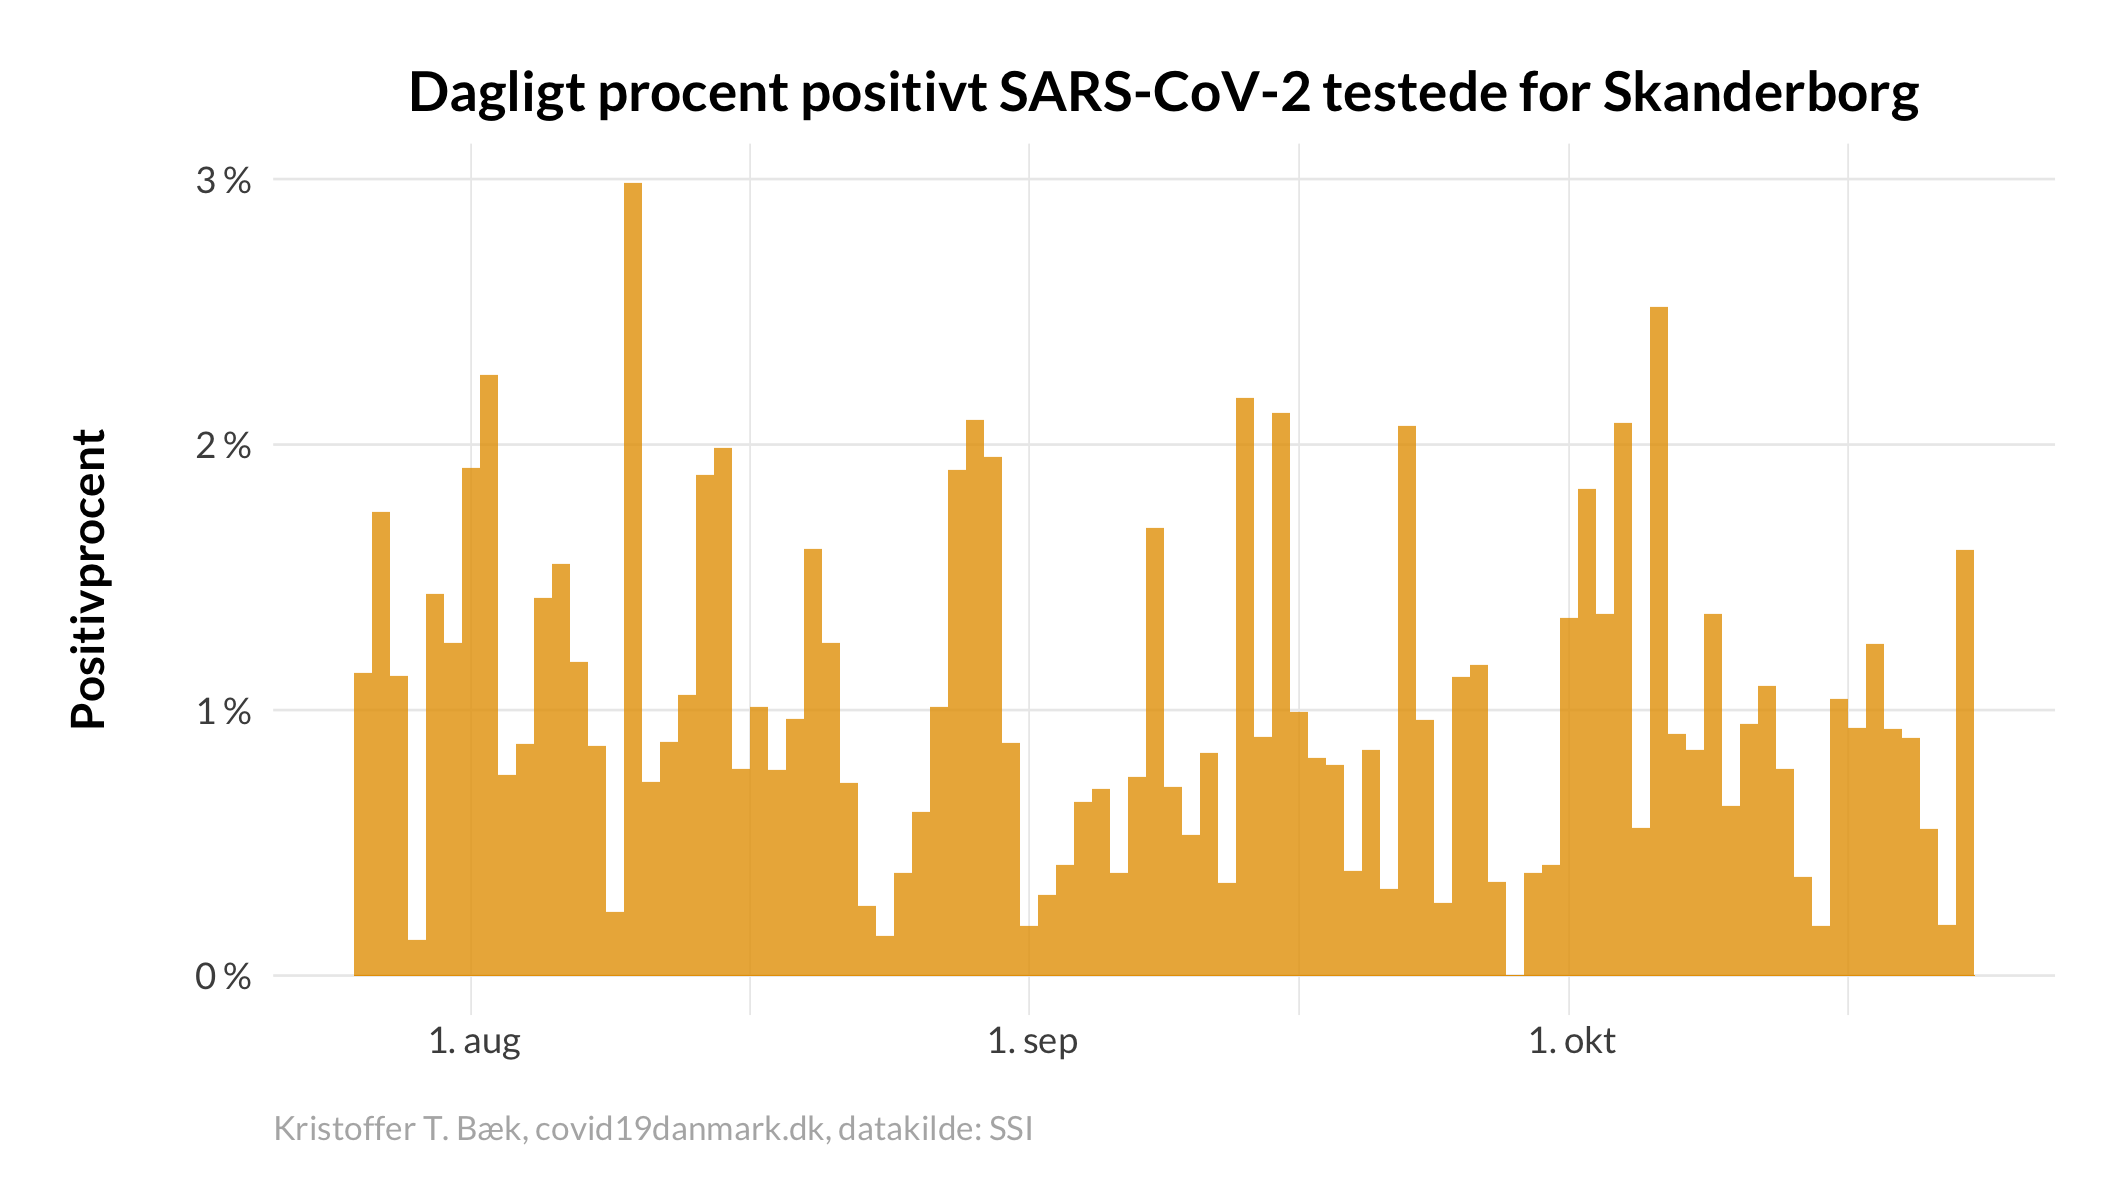 Dagligt procent positivt SARS-CoV-2 testede for Skanderborg
Positivprocent
3 %
2 %
1 %
0 %
1. aug
1. sep
1. okt
Kristoffer T. Bæk, covid19danmark.dk, datakilde: SSI